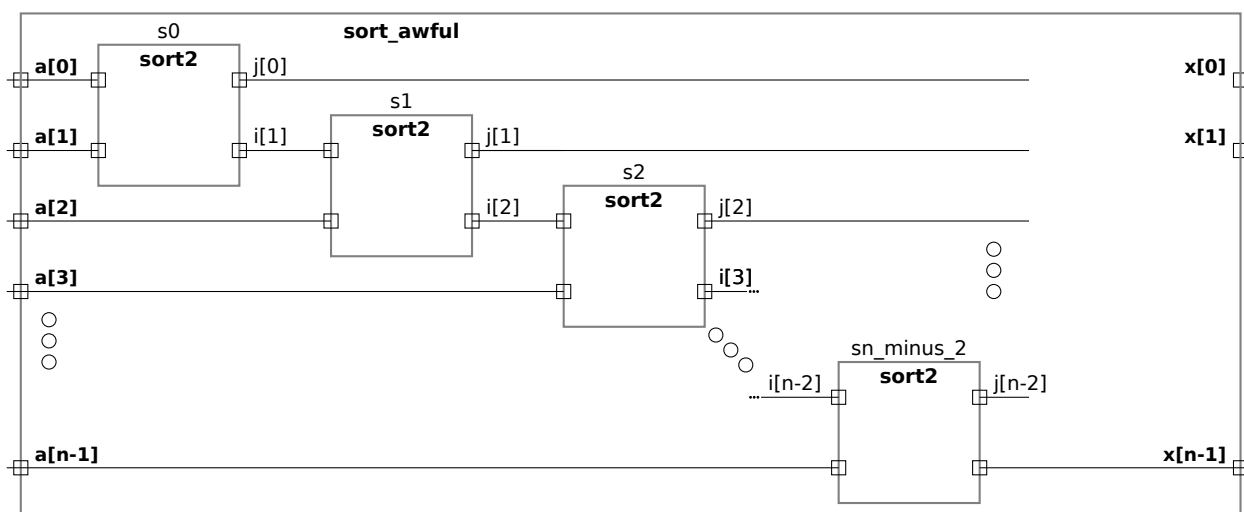 s0
sort_awful
sort2
a[0]
j[0]
x[0]
s1
a[1]
i[1]
sort2
j[1]
x[1]
s2
a[2]
i[2]
sort2
j[2]
a[3]
i[3]
...
sn_minus_2
sort2
... i[n-2]
j[n-2]
a[n-1]
x[n-1]